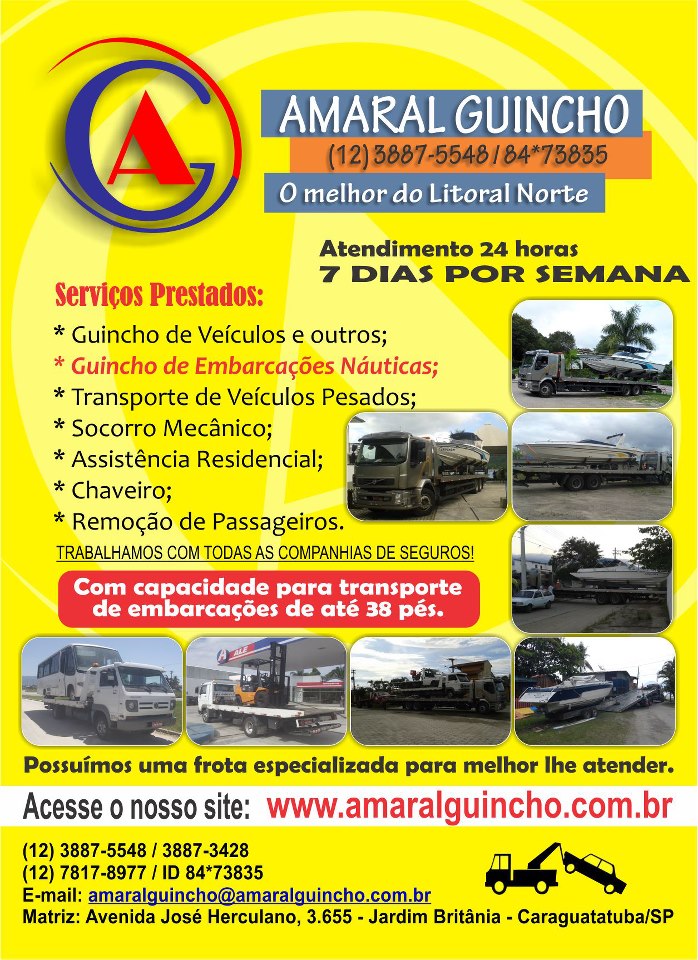 AMARAL GUINCHO
(12) 3887-5548 / 84*73835
O melhor do Litoral Norte
Atendimento 24 horas
7 DIAS POR SEMANA
Serviços Prestados:
* Guincho de Veículos e outros;
* Guincho de Embarcações Náuticas;
* Transporte de Veículos Pesados;
* Socorro Mecânico;
* Assistência Residencial;
* Chaveiro;
* Remoção de Passageiros.
TRABALHAMOS COM TODAS AS COMPANHIAS DE SEGUROS!
Com capacidade para transporte
de embarcações de até 38 pés.
ALE
Possuímos uma frota especializada para melhor lhe atender.
Acesse o nosso site: www.amaralguincho.com.br
(12) 3887-5548 / 3887-3428
(12) 7817-8977 / ID 84*73835
E-mail: amaralguincho@amaralguincho.com.br
Matriz: Avenida José Herculano, 3.655 - Jardim Britânia - Caraguatatuba/SP